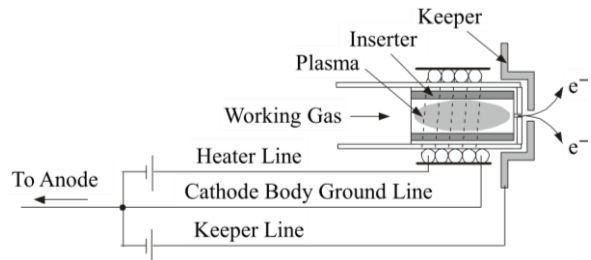 Keeper
Inserter
Plasma
e⁻
Working Gas
e⁻
Heater Line
To Anode
Cathode Body Ground Line
Keeper Line